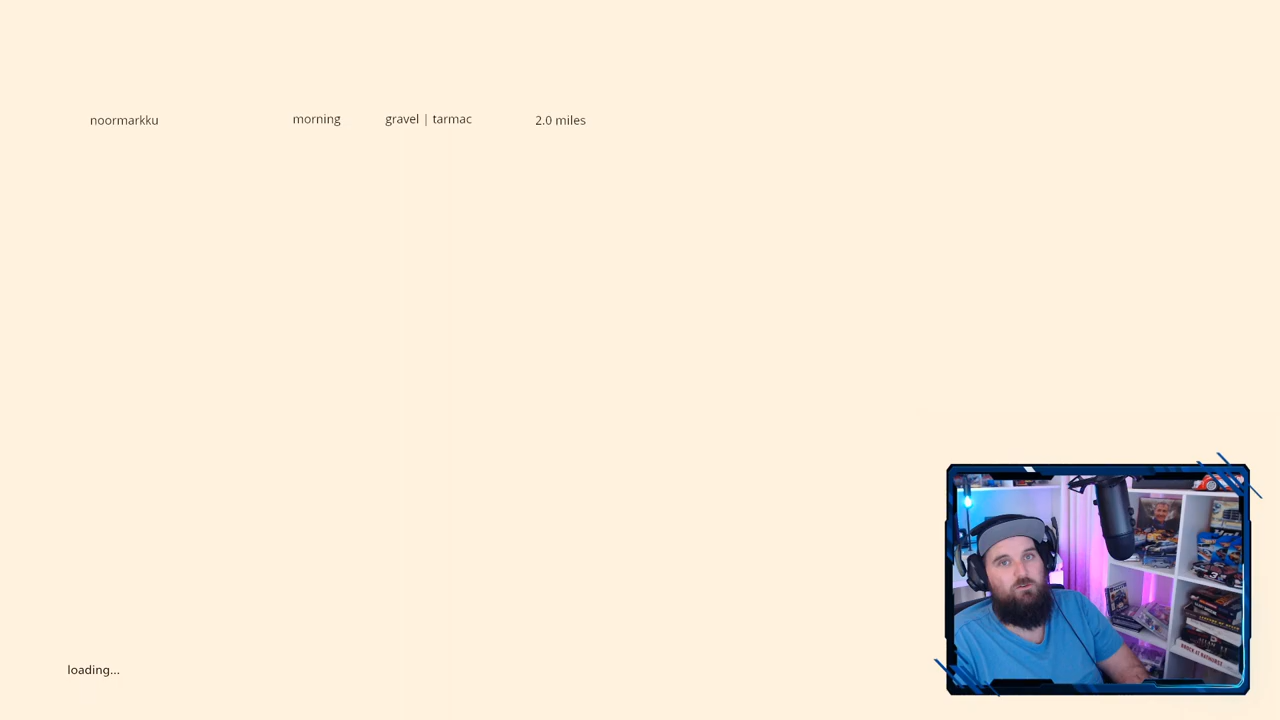 noormarkku
morning
gravel | tarmac
2.0 miles
loading...